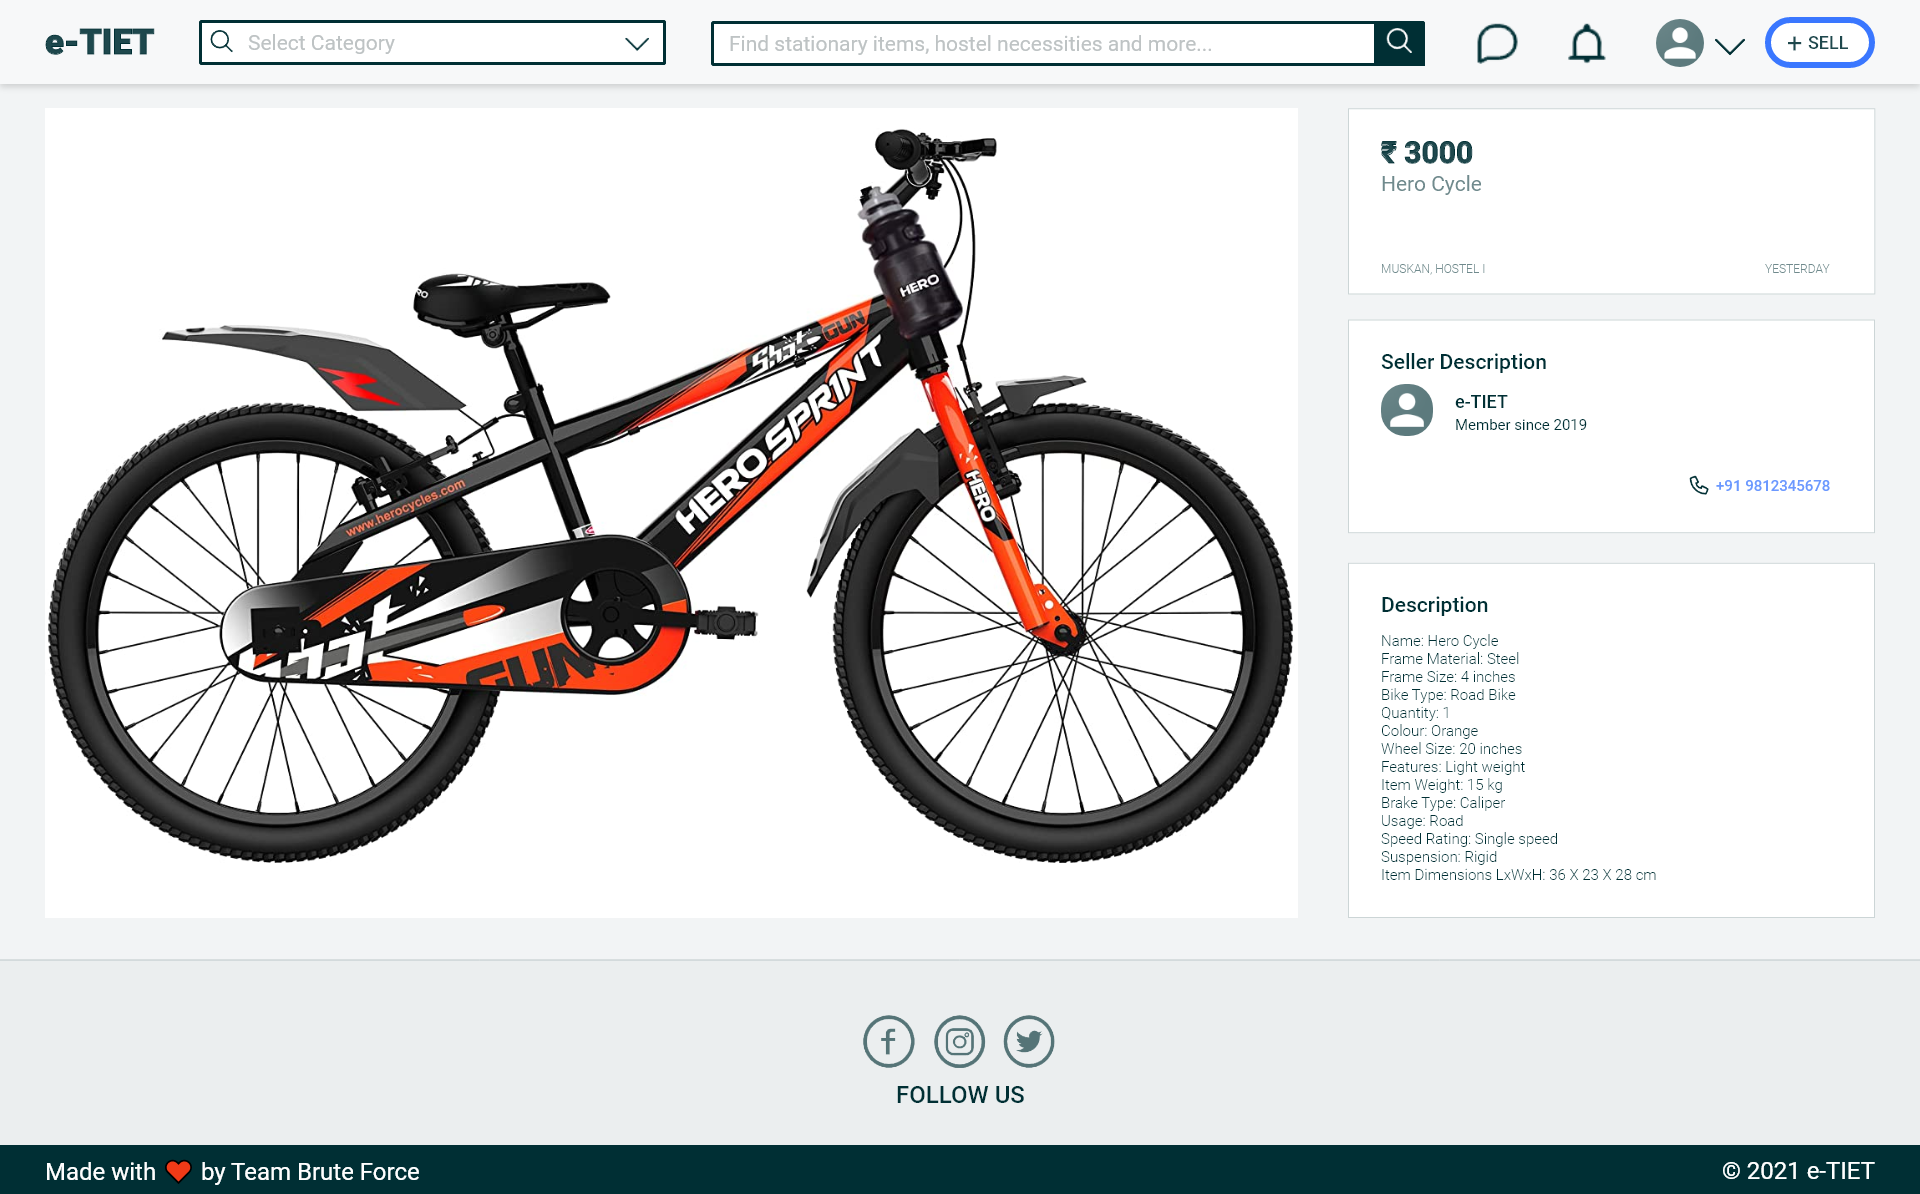 e-TIET
Select Category
Find stationary items, hostel necessities and more...
+ SELL
HERO
GUN
HERO SPRINT
www.herocycles.com
HERO
GUN
₹ 3000
Hero Cycle
MUSKAN, HOSTEL I
YESTERDAY
Seller Description
e-TIET
Member since 2019
+91 9812345678
Description
Name: Hero Cycle
Frame Material: Steel
Frame Size: 4 inches
Bike Type: Road Bike
Quantity: 1
Colour: Orange
Wheel Size: 20 inches
Features: Light weight
Item Weight: 15 kg
Brake Type: Caliper
Usage: Road
Speed Rating: Single speed
Suspension: Rigid
Item Dimensions LxWxH: 36 X 23 X 28 cm
FOLLOW US
Made with ❤ by Team Brute Force
© 2021 e-TIET